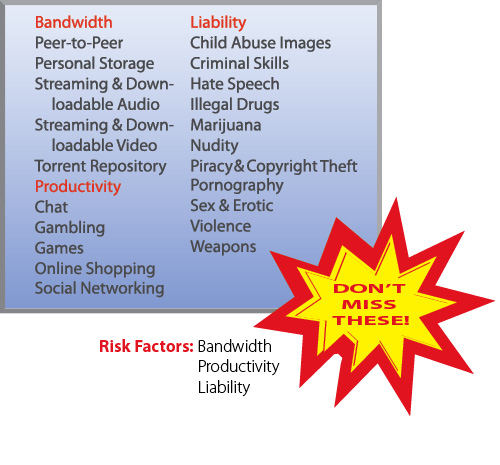 Bandwidth
Peer-to-Peer
Personal Storage
Streaming & Down-
loadable Audio
Streaming & Down-
loadable Video
Torrent Repository
Productivity
Chat
Gambling
Games
Online Shopping
Social Networking
Liability
Child Abuse Images
Criminal Skills
Hate Speech
Illegal Drugs
Marijuana
Nudity
Piracy & Copyright Theft
Pornography
Sex & Erotic
Violence
Weapons
DON'T
MISS
THESE!
Risk Factors: Bandwidth
Productivity
Liability